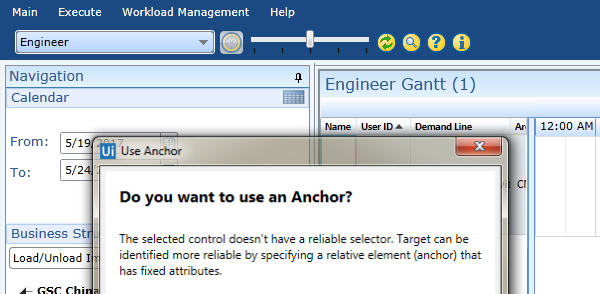 Main Execute Workload Management Help
Engineer
Navigation
Engineer Gantt (1)
Calendar
Name User ID Demand Line 12:00 AM
From: 5/19/2017
To: 5/24/
Ui Use Anchor
Do you want to use an Anchor?
Business Stru
The selected control doesn't have a reliable selector. Target can be
Load/Unload Im
identified more reliable by specifying a relative element (anchor) that
has fixed attributes.
GSC China